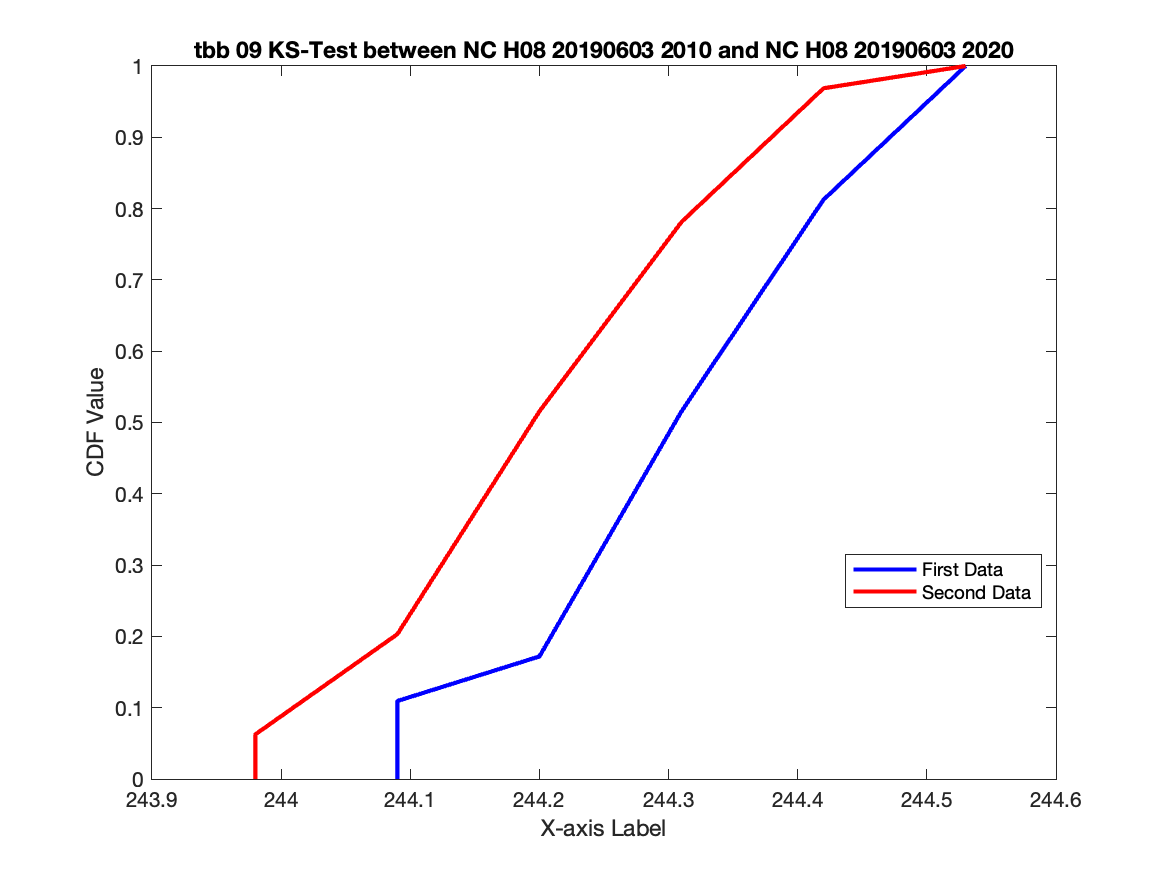 tbb 09 KS-Test between NC H08 20190603 2010 and NC H08 20190603 2020
1
0.9
0.8
0.7
0.6
0.5
0.4
0.3
0.2
0.1
0
CDF Value
First Data
Second Data
243.9 244 244.1 244.2 244.3 244.4 244.5 244.6
X-axis Label